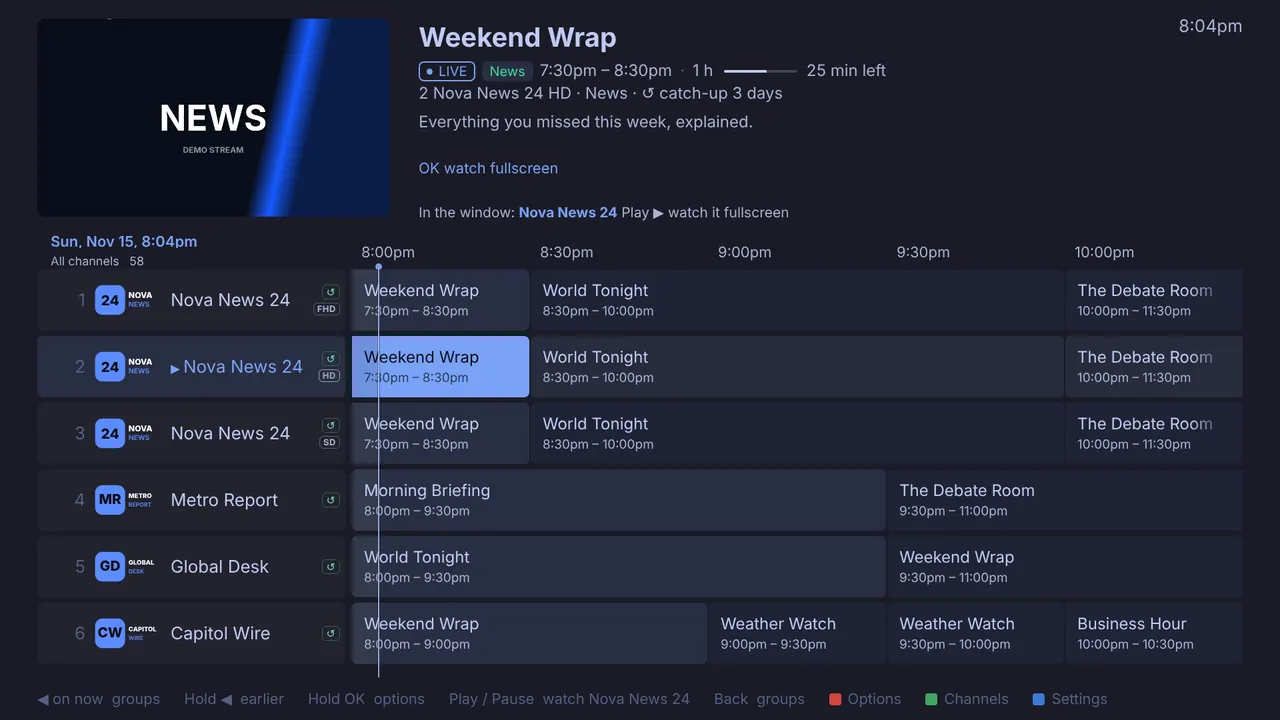 8:04pm
NEWS
DEMO STREAM
Weekend Wrap
LIVE News 7:30pm – 8:30pm · 1 h 25 min left
2 Nova News 24 HD · News · ↺ catch-up 3 days
Everything you missed this week, explained.
OK watch fullscreen
In the window: Nova News 24 Play ▶ watch it fullscreen
Sun, Nov 15, 8:04pm
All channels 58
8:00pm 8:30pm 9:00pm 9:30pm 10:00pm
1 24 NOVA NEWS Nova News 24 ↺ FHD
Weekend Wrap
7:30pm – 8:30pm
World Tonight
8:30pm – 10:00pm
The Debate Room
10:00pm – 11:30pm
2 24 NOVA NEWS ▶ Nova News 24 ↺ HD
Weekend Wrap
7:30pm – 8:30pm
World Tonight
8:30pm – 10:00pm
The Debate Room
10:00pm – 11:30pm
3 24 NOVA NEWS Nova News 24 ↺ SD
Weekend Wrap
7:30pm – 8:30pm
World Tonight
8:30pm – 10:00pm
The Debate Room
10:00pm – 11:30pm
4 MR METRO REPORT Metro Report ↺
Morning Briefing
8:00pm – 9:30pm
The Debate Room
9:30pm – 11:00pm
5 GD GLOBAL DESK Global Desk ↺
World Tonight
8:00pm – 9:30pm
Weekend Wrap
9:30pm – 11:00pm
6 CW CAPITOL WIRE Capitol Wire ↺
Weekend Wrap
8:00pm – 9:00pm
Weather Watch
9:00pm – 9:30pm
Weather Watch
9:30pm – 10:00pm
Business Hour
10:00pm – 10:30pm
◀ on now groups Hold ◀ earlier Hold OK options Play / Pause watch Nova News 24 Back groups Options Channels Settings